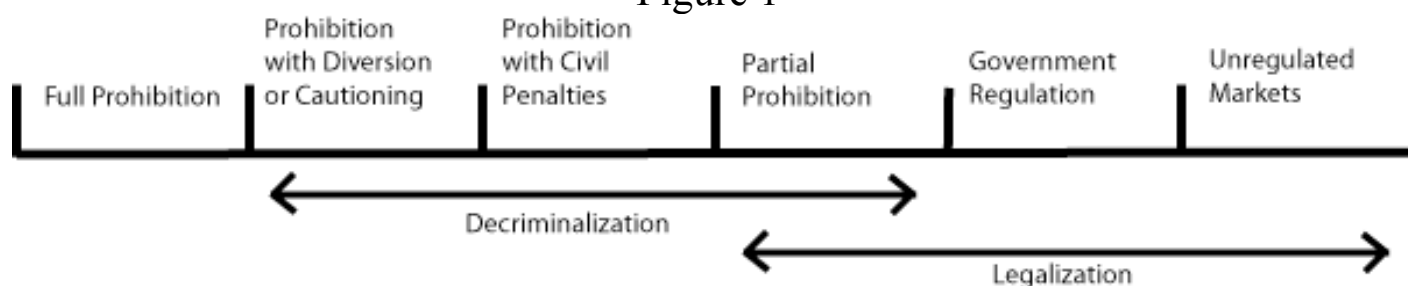 Figure 1
Full Prohibition
Prohibition
with Diversion
or Cautioning
Prohibition
with Civil
Penalties
Partial
Prohibition
Government
Regulation
Unregulated
Markets
Decriminalization
Legalization